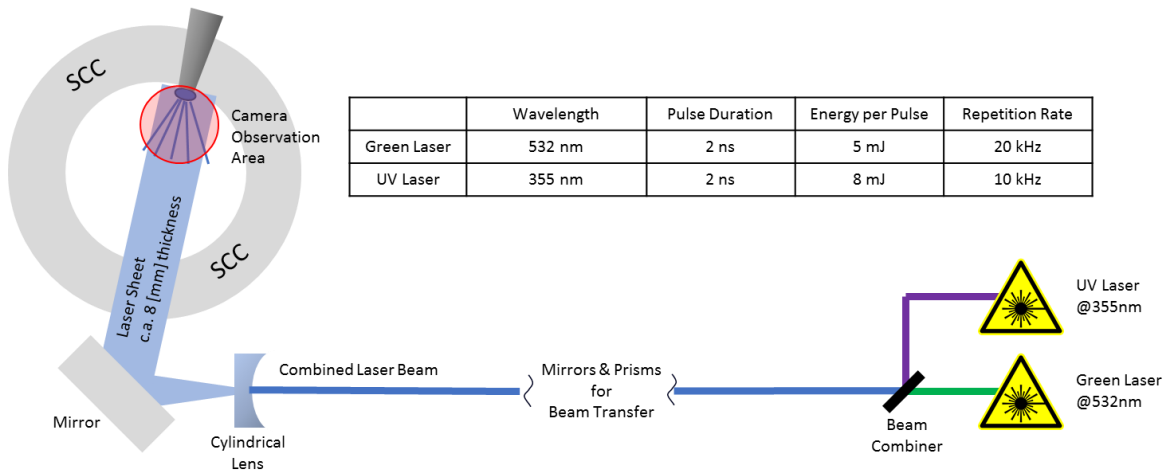 SCC
Camera
Observation
Area
Wavelength Pulse Duration Energy per Pulse Repetition Rate
Green Laser 532 nm 2 ns 5 mJ 20 kHz
UV Laser 355 nm 2 ns 8 mJ 10 kHz
Laser Sheet
c.a. 8 [mm] thickness
SCC
UV Laser
@355nm
Combined Laser Beam
Mirrors & Prisms
for
Beam Transfer
Green Laser
@532nm
Mirror
Cylindrical
Lens
Beam
Combiner